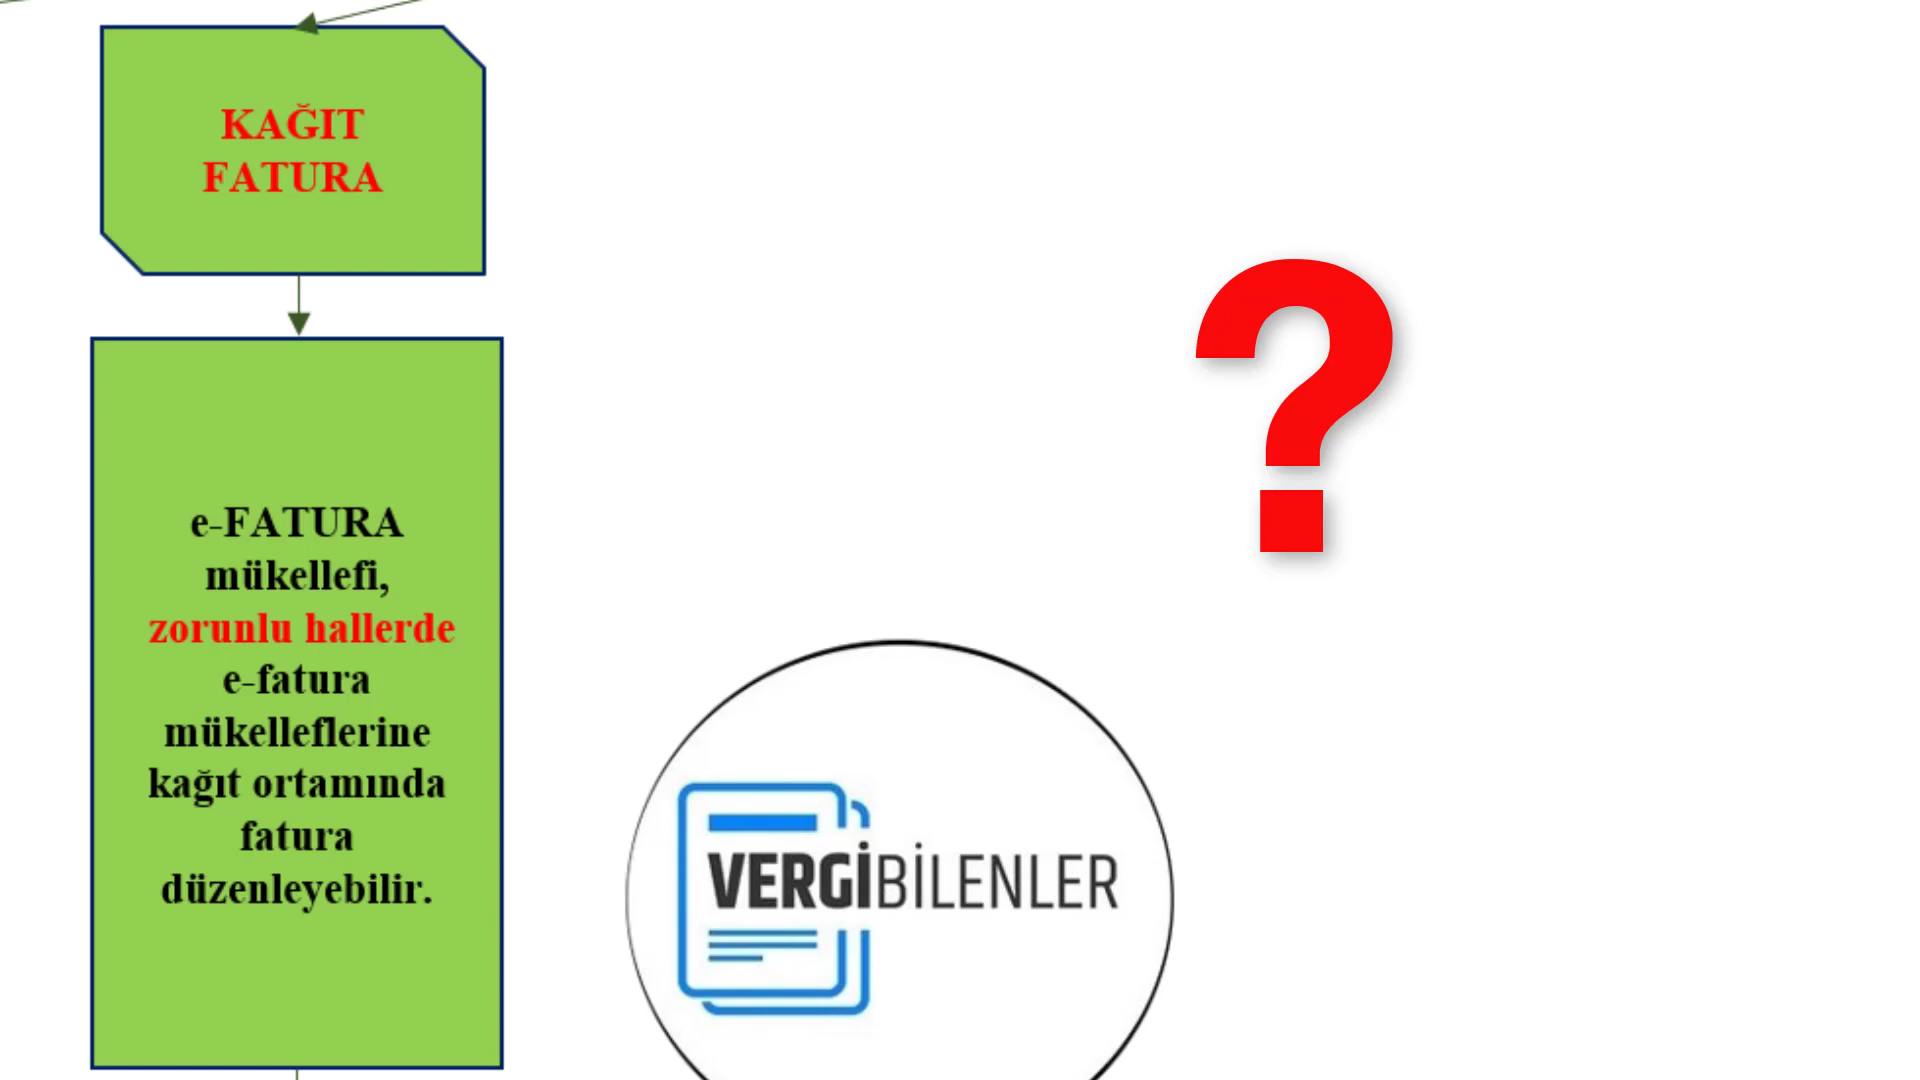 KAĞIT
FATURA
e-FATURA
mükellefi,
zorunlu hallerde
e-fatura
mükelleflerine
kağıt ortamında
fatura
düzenleyebilir.
?
VERGİBİLENLER